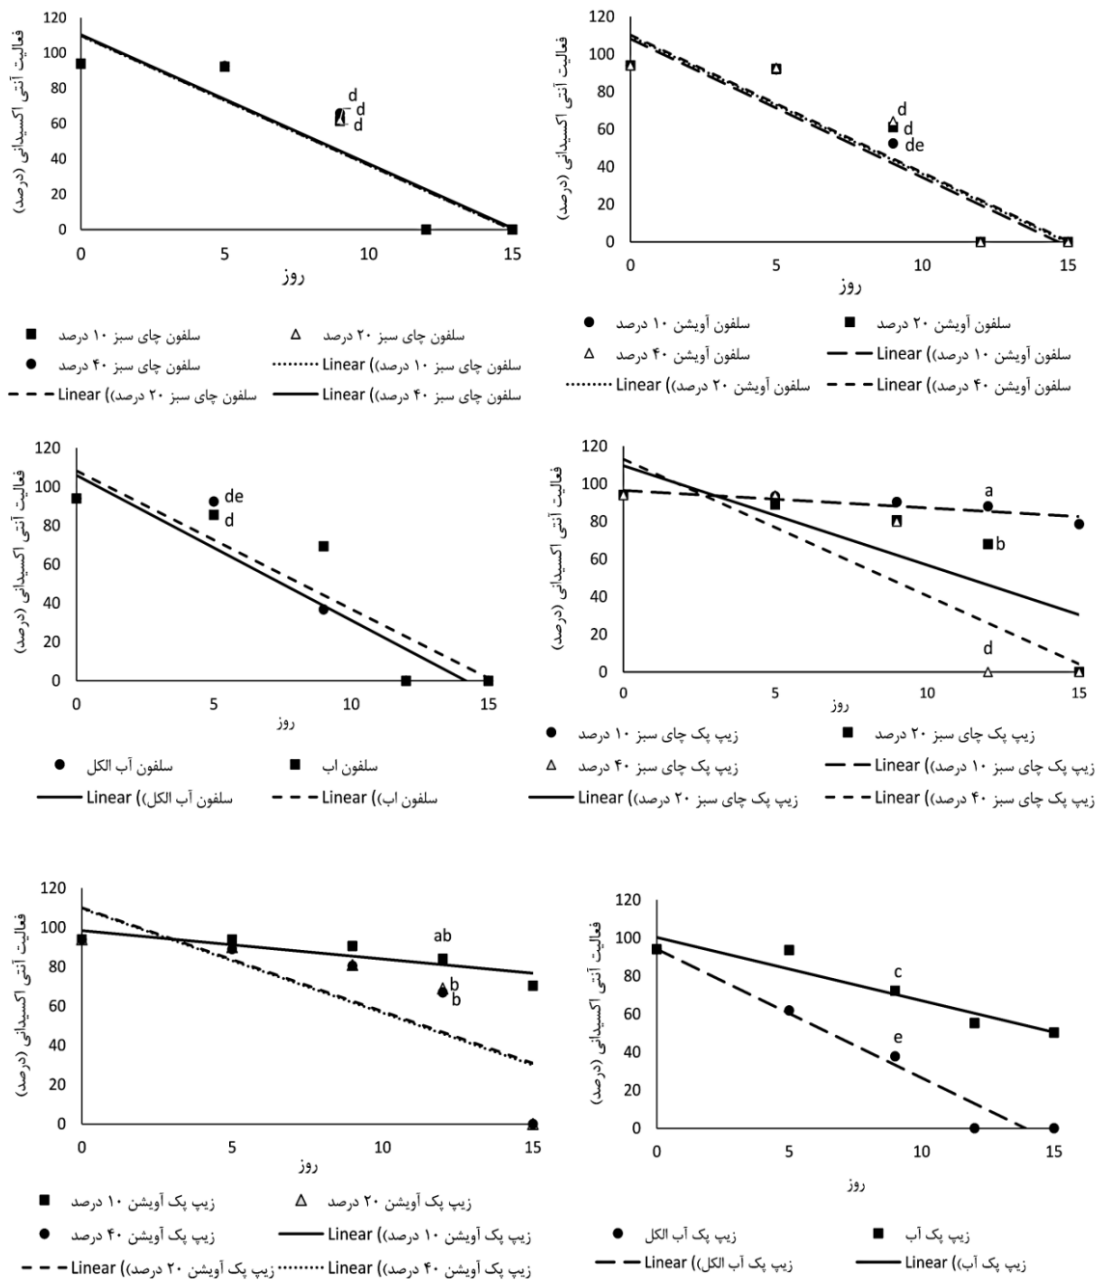 فعالیت آنتی اکسیدانی (درصد)
120
100
80
60
40
20
0
d
d
d
0 5 10 15
روز
سلفون چای سبز ۱۰ درصد
سلفون چای سبز ۲۰ درصد
سلفون چای سبز ۴۰ درصد
Linear ((سلفون چای سبز ۱۰ درصد
Linear ((سلفون چای سبز ۲۰ درصد
Linear ((سلفون چای سبز ۴۰ درصد
فعالیت آنتی اکسیدانی (درصد)
120
100
80
60
40
20
0
d
d
de
0 5 10 15
روز
سلفون آویشن ۱۰ درصد
سلفون آویشن ۲۰ درصد
سلفون آویشن ۴۰ درصد
Linear ((سلفون آویشن ۱۰ درصد
Linear ((سلفون آویشن ۲۰ درصد
Linear ((سلفون آویشن ۴۰ درصد
فعالیت آنتی اکسیدانی (درصد)
120
100
80
60
40
20
0
de
d
0 5 10 15
روز
سلفون آب الکل
سلفون اب
Linear ((سلفون آب الکل
Linear ((سلفون اب
فعالیت آنتی اکسیدانی (درصد)
120
100
80
60
40
20
0
a
b
d
0 5 10 15
روز
زیپ پک چای سبز ۱۰ درصد
زیپ پک چای سبز ۲۰ درصد
زیپ پک چای سبز ۴۰ درصد
Linear ((زیپ پک چای سبز ۱۰ درصد
Linear ((زیپ پک چای سبز ۲۰ درصد
Linear ((زیپ پک چای سبز ۴۰ درصد
فعالیت آنتی اکسیدانی (درصد)
120
100
80
60
40
20
0
ab
b
b
0 5 10 15
روز
زیپ پک آویشن ۱۰ درصد
زیپ پک آویشن ۲۰ درصد
زیپ پک آویشن ۴۰ درصد
Linear ((زیپ پک آویشن ۱۰ درصد
Linear ((زیپ پک آویشن ۲۰ درصد
Linear ((زیپ پک آویشن ۴۰ درصد
فعالیت آنتی اکسیدانی (درصد)
120
100
80
60
40
20
0
c
e
0 5 10 15
روز
زیپ پک آب الکل
زیپ پک آب
Linear ((زیپ پک آب الکل
Linear ((زیپ پک آب